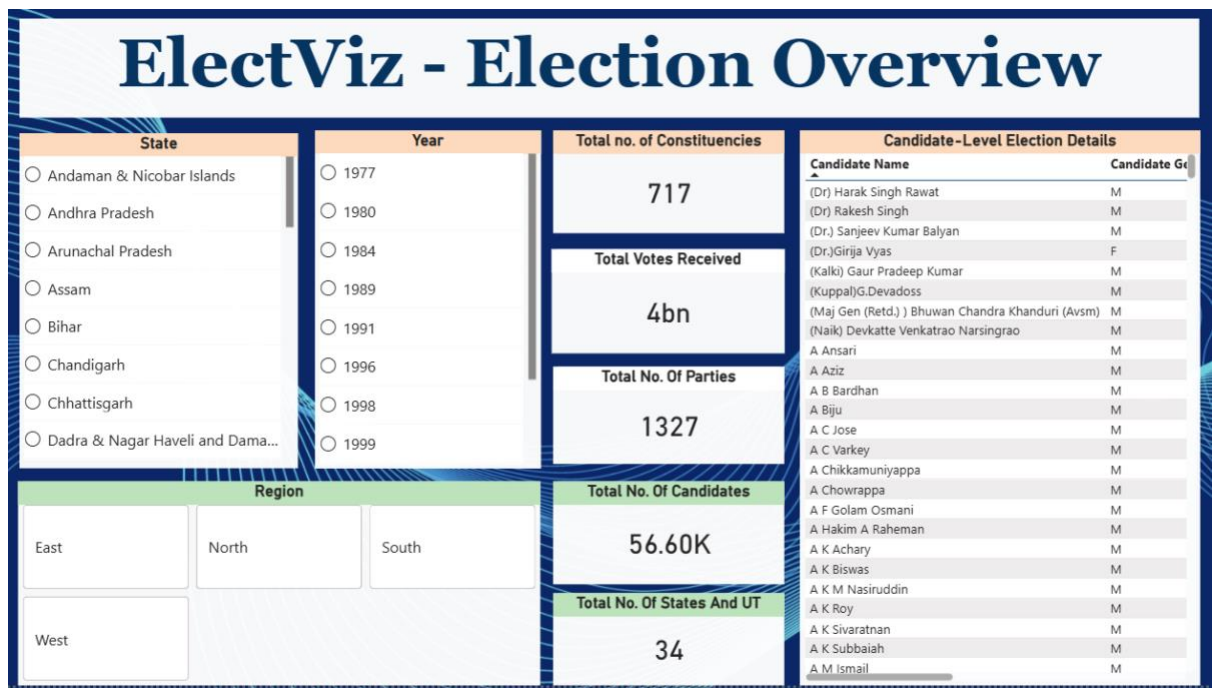 ElectViz - Election Overview
State
Andaman & Nicobar Islands
Andhra Pradesh
Arunachal Pradesh
Assam
Bihar
Chandigarh
Chhattisgarh
Dadra & Nagar Haveli and Dama...
Year
1977
1980
1984
1989
1991
1996
1998
1999
Region
East
North
South
West
Total no. of Constituencies
717
Total Votes Received
4bn
Total No. Of Parties
1327
Total No. Of Candidates
56.60K
Total No. Of States And UT
34
Candidate-Level Election Details
Candidate Name Candidate Ge
(Dr) Harak Singh Rawat M
(Dr) Rakesh Singh M
(Dr.) Sanjeev Kumar Balyan M
(Dr.)Girija Vyas F
(Kalki) Gaur Pradeep Kumar M
(Kuppal)G.Devadoss M
(Maj Gen (Retd.) ) Bhuwan Chandra Khanduri (Avsm) M
(Naik) Devkatte Venkatrao Narsingrao M
A Ansari M
A Aziz M
A B Bardhan M
A Biju M
A C Jose M
A C Varkey M
A Chikkamuniyappa M
A Chowrappa M
A F Golam Osmani M
A Hakim A Raheman M
A K Achary M
A K Biswas M
A K M Nasiruddin M
A K Roy M
A K Sivaratnan M
A K Subbaiah M
A M Ismail M